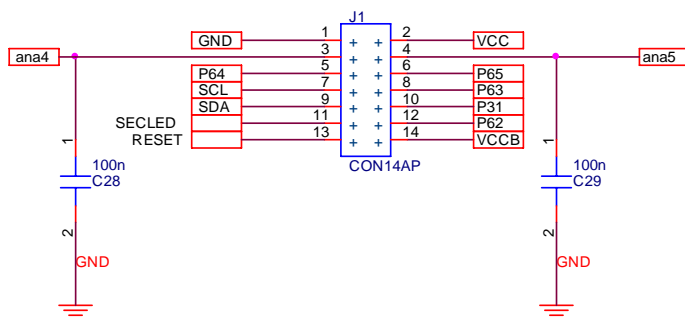 J1
GND 1 2 VCC
ana4 3 4 ana5
P64 5 6 P65
SCL 7 8 P63
SDA 9 10 P31
SECLED 11 12 P62
RESET 13 14 VCCB
CON14AP
1 100n 1 100n
C28 C29
2 2
GND GND